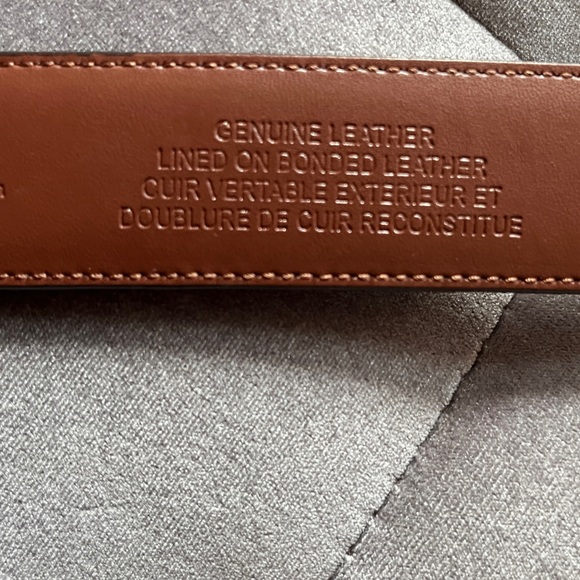 GENUINE LEATHER
LINED ON BONDED LEATHER
CUIR VERTABLE EXTERIEUR ET
DOUBLURE DE CUIR RECONSTITUE